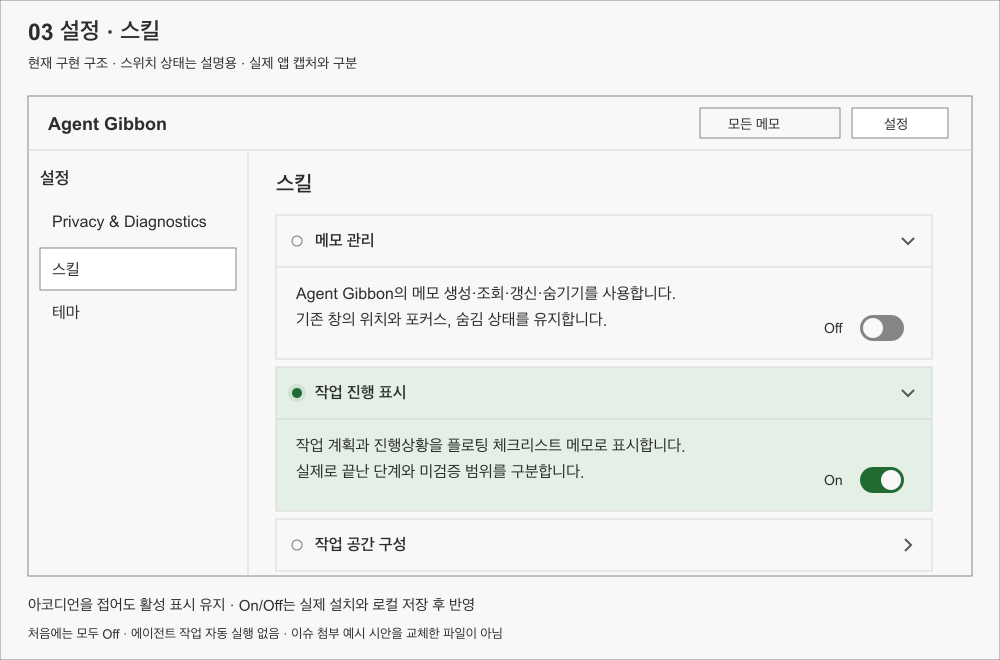 03 설정 · 스킬
현재 구현 구조 · 스위치 상태는 설명용 · 실제 앱 캡처와 구분
Agent Gibbon
모든 메모
설정
설정
Privacy & Diagnostics
스킬
테마
스킬
메모 관리
Agent Gibbon의 메모 생성·조회·갱신·숨기기를 사용합니다.
기존 창의 위치와 포커스, 숨김 상태를 유지합니다.
Off
작업 진행 표시
작업 계획과 진행상황을 플로팅 체크리스트 메모로 표시합니다.
실제로 끝난 단계와 미검증 범위를 구분합니다.
On
작업 공간 구성
아코디언을 접어도 활성 표시 유지 · On/Off는 실제 설치와 로컬 저장 후 반영
처음에는 모두 Off · 에이전트 작업 자동 실행 없음 · 이슈 첨부 예시 시안을 교체한 파일이 아님